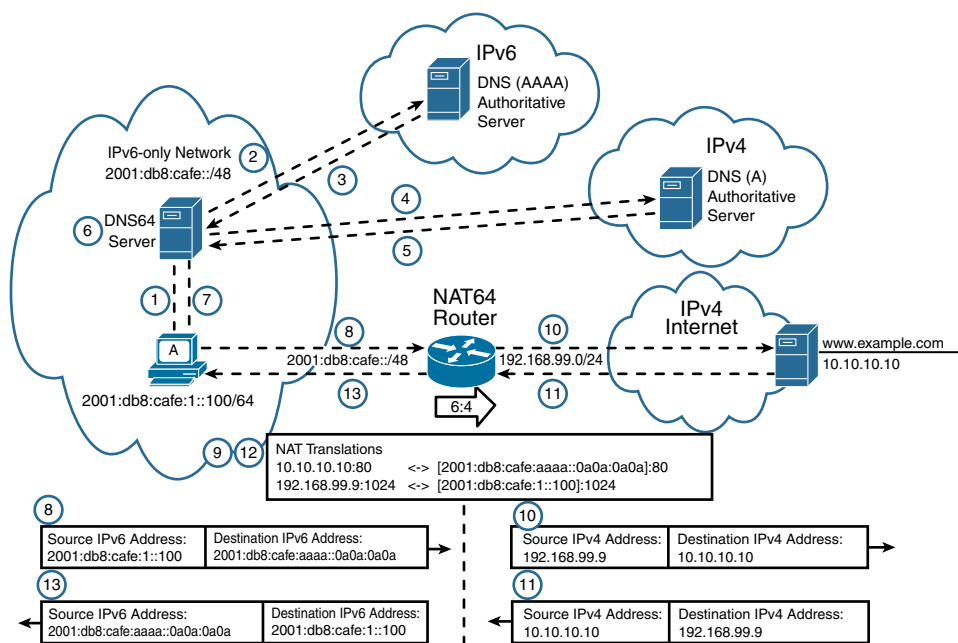 IPv6
DNS (AAAA)
Authoritative
Server
IPv6-only Network
2001:db8:cafe::/48
2
3
IPv4
DNS (A)
Authoritative
Server
4
5
6
DNS64
Server
1
7
NAT64
Router
IPv4
Internet
8
10
A
2001:db8:cafe::/48
192.168.99.0/24
www.example.com
10.10.10.10
13
11
2001:db8:cafe:1::100/64
6:4
9
12
NAT Translations
10.10.10.10:80 <-> [2001:db8:cafe:aaaa::0a0a:0a0a]:80
192.168.99.9:1024 <-> [2001:db8:cafe:1::100]:1024
8
Source IPv6 Address:
2001:db8:cafe:1::100
Destination IPv6 Address:
2001:db8:cafe:aaaa::0a0a:0a0a
10
Source IPv4 Address:
192.168.99.9
Destination IPv4 Address:
10.10.10.10
13
Source IPv6 Address:
2001:db8:cafe:aaaa::0a0a:0a0a
Destination IPv6 Address:
2001:db8:cafe:1::100
11
Source IPv4 Address:
10.10.10.10
Destination IPv4 Address:
192.168.99.9